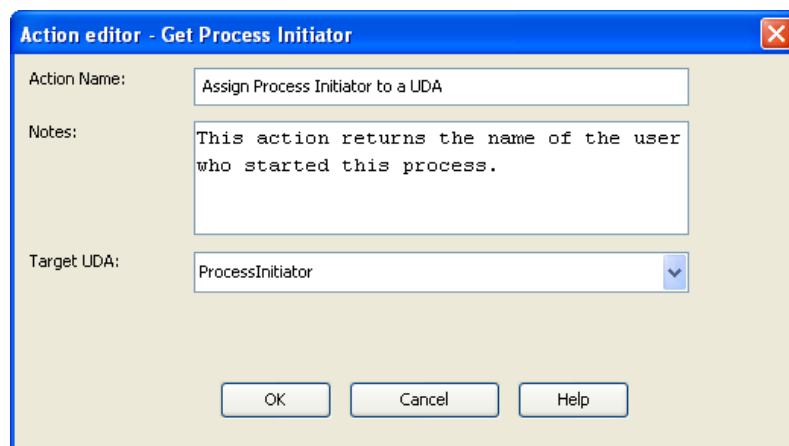 Action editor - Get Process Initiator
Action Name:
Assign Process Initiator to a UDA
Notes:
This action returns the name of the user
who started this process.
Target UDA:
ProcessInitiator
OK
Cancel
Help